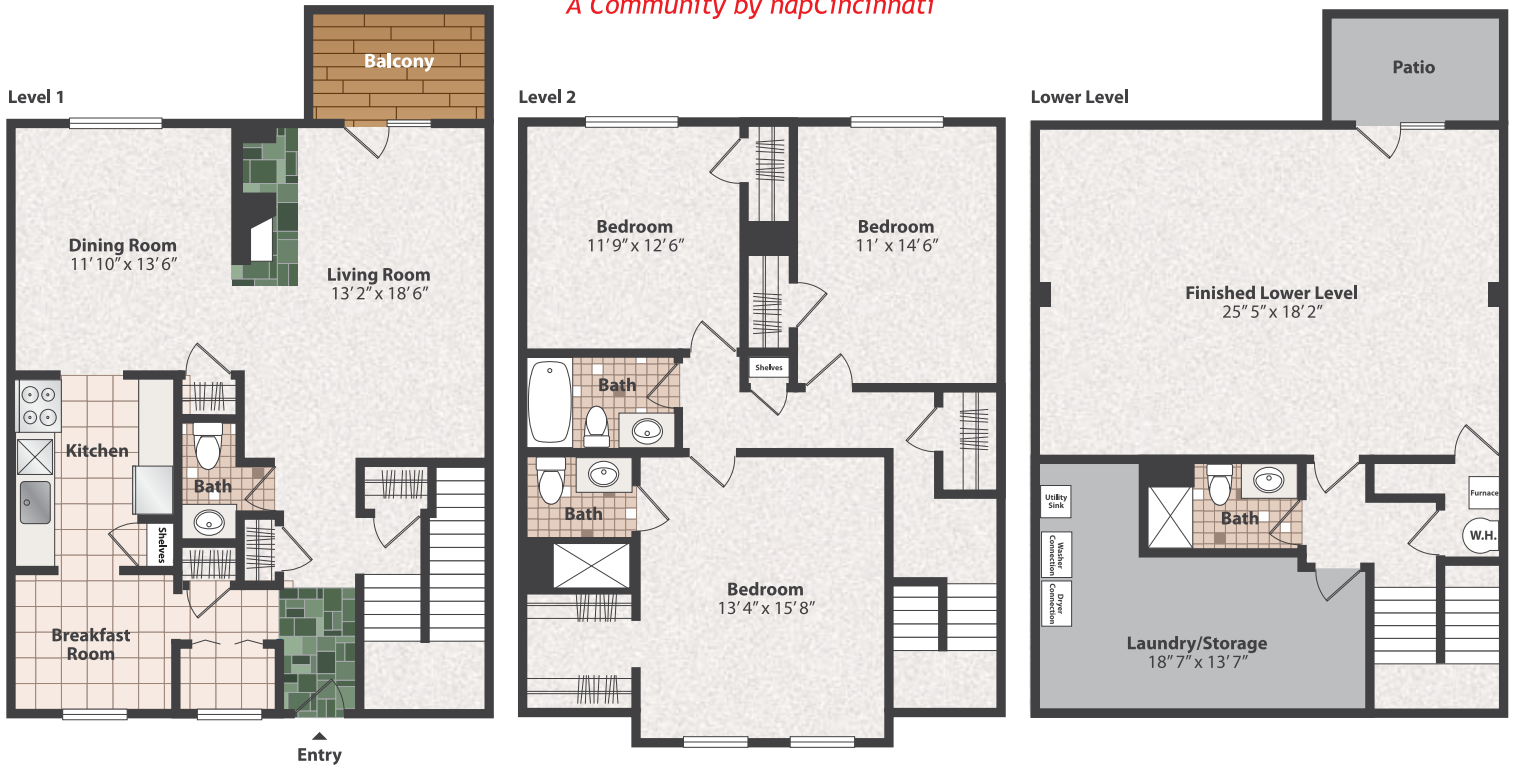 A Community by hapCincinnati
Level 1
Balcony
Dining Room
11’ 10” x 13’ 6”
Living Room
13’ 2” x 18’ 6”
Kitchen
Bath
Shelves
Breakfast
Room
Entry
Level 2
Bedroom
11’ 9” x 12’ 6”
Bedroom
11’ x 14’ 6”
Shelves
Bath
Bath
Bedroom
13’ 4” x 15’ 8”
Lower Level
Patio
Finished Lower Level
25” 5” x 18’ 2”
Utility
Sink
Washer
Connection
Dryer
Connection
Bath
Furnace
W.H.
Laundry/Storage
18” 7” x 13’ 7”